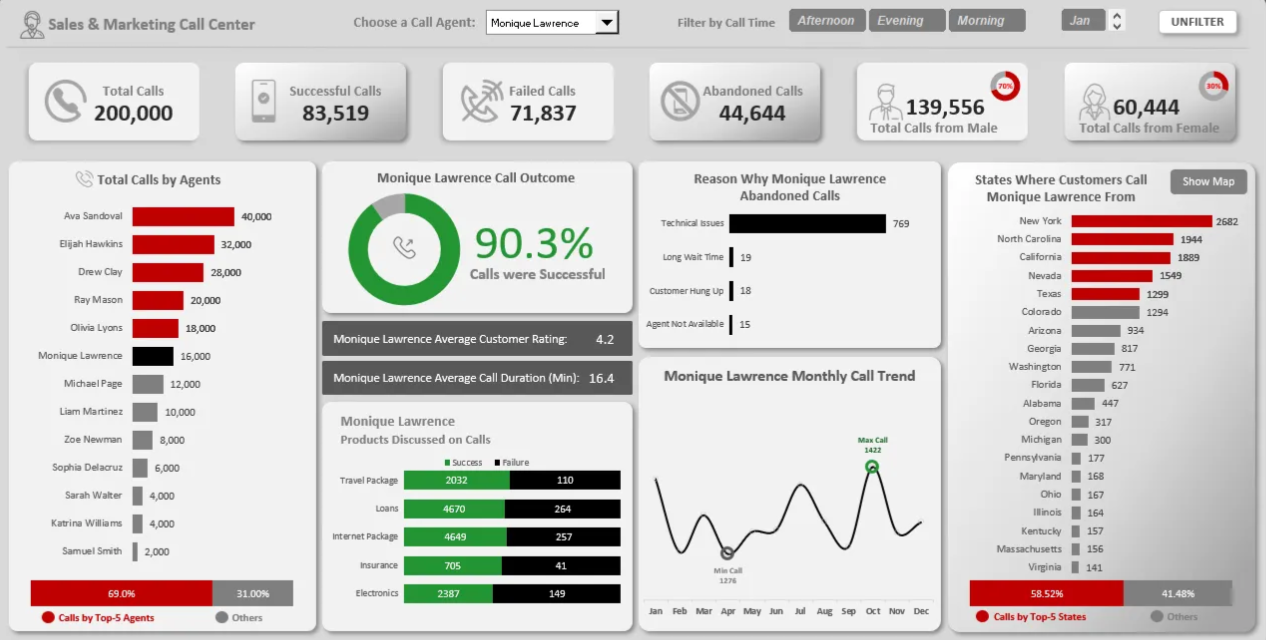 Sales & Marketing Call Center
Choose a Call Agent:
Monique Lawrence
Filter by Call Time
Afternoon
Evening
Morning
Jan
UNFILTER
Total Calls
200,000
Successful Calls
83,519
Failed Calls
71,837
Abandoned Calls
44,644
70%
139,556
Total Calls from Male
30%
60,444
Total Calls from Female
Total Calls by Agents
Ava Sandoval 40,000
Elijah Hawkins 32,000
Drew Clay 28,000
Ray Mason 20,000
Olivia Lyons 18,000
Monique Lawrence 16,000
Michael Page 12,000
Liam Martinez 10,000
Zoe Newman 8,000
Sophia Delacruz 6,000
Sarah Walter 4,000
Katrina Williams 4,000
Samuel Smith 2,000
69.0% 31.00%
Calls by Top-5 Agents Others
Monique Lawrence Call Outcome
90.3%
Calls were Successful
Monique Lawrence Average Customer Rating: 4.2
Monique Lawrence Average Call Duration (Min): 16.4
Monique Lawrence
Products Discussed on Calls
Success Failure
Travel Package 2032 110
Loans 4670 264
Internet Package 4649 257
Insurance 705 41
Electronics 2387 149
Reason Why Monique Lawrence
Abandoned Calls
Technical Issues 769
Long Wait Time 19
Customer Hung Up 18
Agent Not Available 15
Monique Lawrence Monthly Call Trend
Max Call
1422
Min Call
1276
Jan Feb Mar Apr May Jun Jul Aug Sep Oct Nov Dec
States Where Customers Call
Monique Lawrence From
Show Map
New York 2682
North Carolina 1944
California 1889
Nevada 1549
Texas 1299
Colorado 1294
Arizona 934
Georgia 817
Washington 771
Florida 627
Alabama 447
Oregon 317
Michigan 300
Pennsylvania 177
Maryland 168
Ohio 167
Illinois 164
Kentucky 157
Massachusetts 156
Virginia 141
58.52% 41.48%
Calls by Top-5 States Others